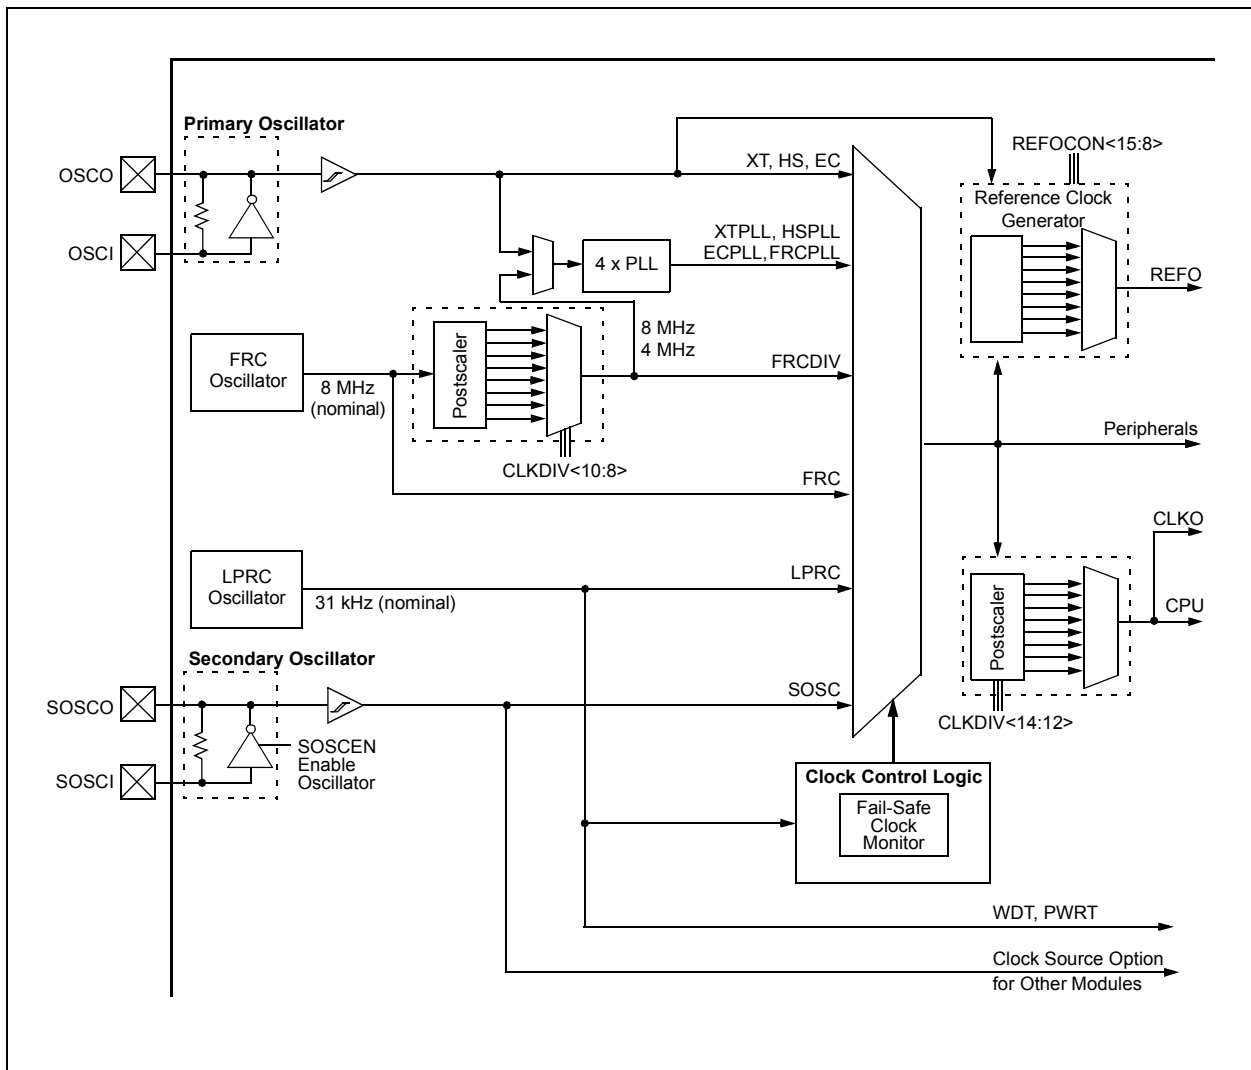 Primary Oscillator
REFOCON<15:8>
OSCO
XT, HS, EC
Reference Clock
Generator
XTPLL, HSPLL
ECPLL,FRCPLL
OSCI
4 x PLL
REFO
8 MHz
4 MHz
FRC
Oscillator
Postscaler
FRCDIV
8 MHz
(nominal)
Peripherals
CLKDIV<10:8>
FRC
CLKO
LPRC
Oscillator
LPRC
31 kHz (nominal)
CPU
Postscaler
Secondary Oscillator
SOSCO
SOSC
CLKDIV<14:12>
SOSCEN
Enable
Oscillator
SOSCI
Clock Control Logic
Fail-Safe
Clock
Monitor
WDT, PWRT
Clock Source Option
for Other Modules